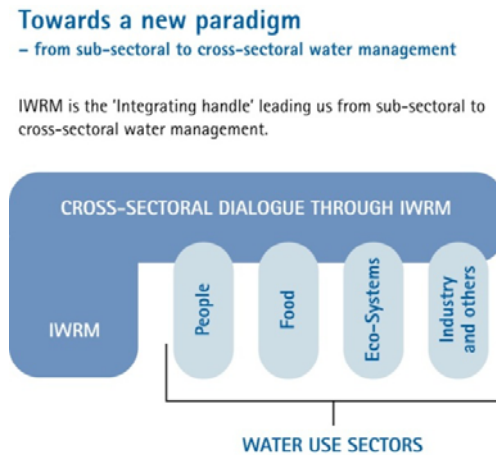 Towards a new paradigm
– from sub-sectoral to cross-sectoral water management
IWRM is the 'Integrating handle' leading us from sub-sectoral to
cross-sectoral water management.
CROSS-SECTORAL DIALOGUE THROUGH IWRM
IWRM
People
Food
Eco-Systems
Industry
and others
WATER USE SECTORS